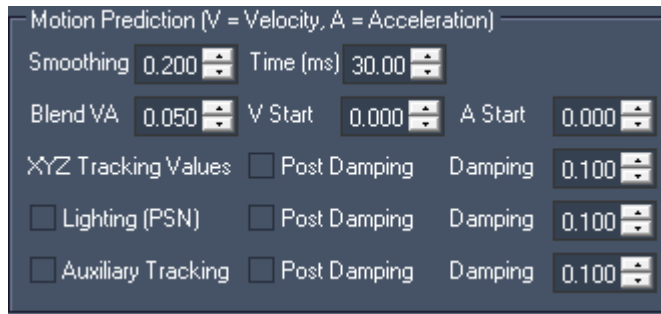 Motion Prediction (V = Velocity, A = Acceleration)
Smoothing 0.200 Time (ms) 30.00
Blend VA 0.050 V Start 0.000 A Start 0.000
XYZ Tracking Values Post Damping Damping 0.100
Lighting (PSN) Post Damping Damping 0.100
Auxiliary Tracking Post Damping Damping 0.100